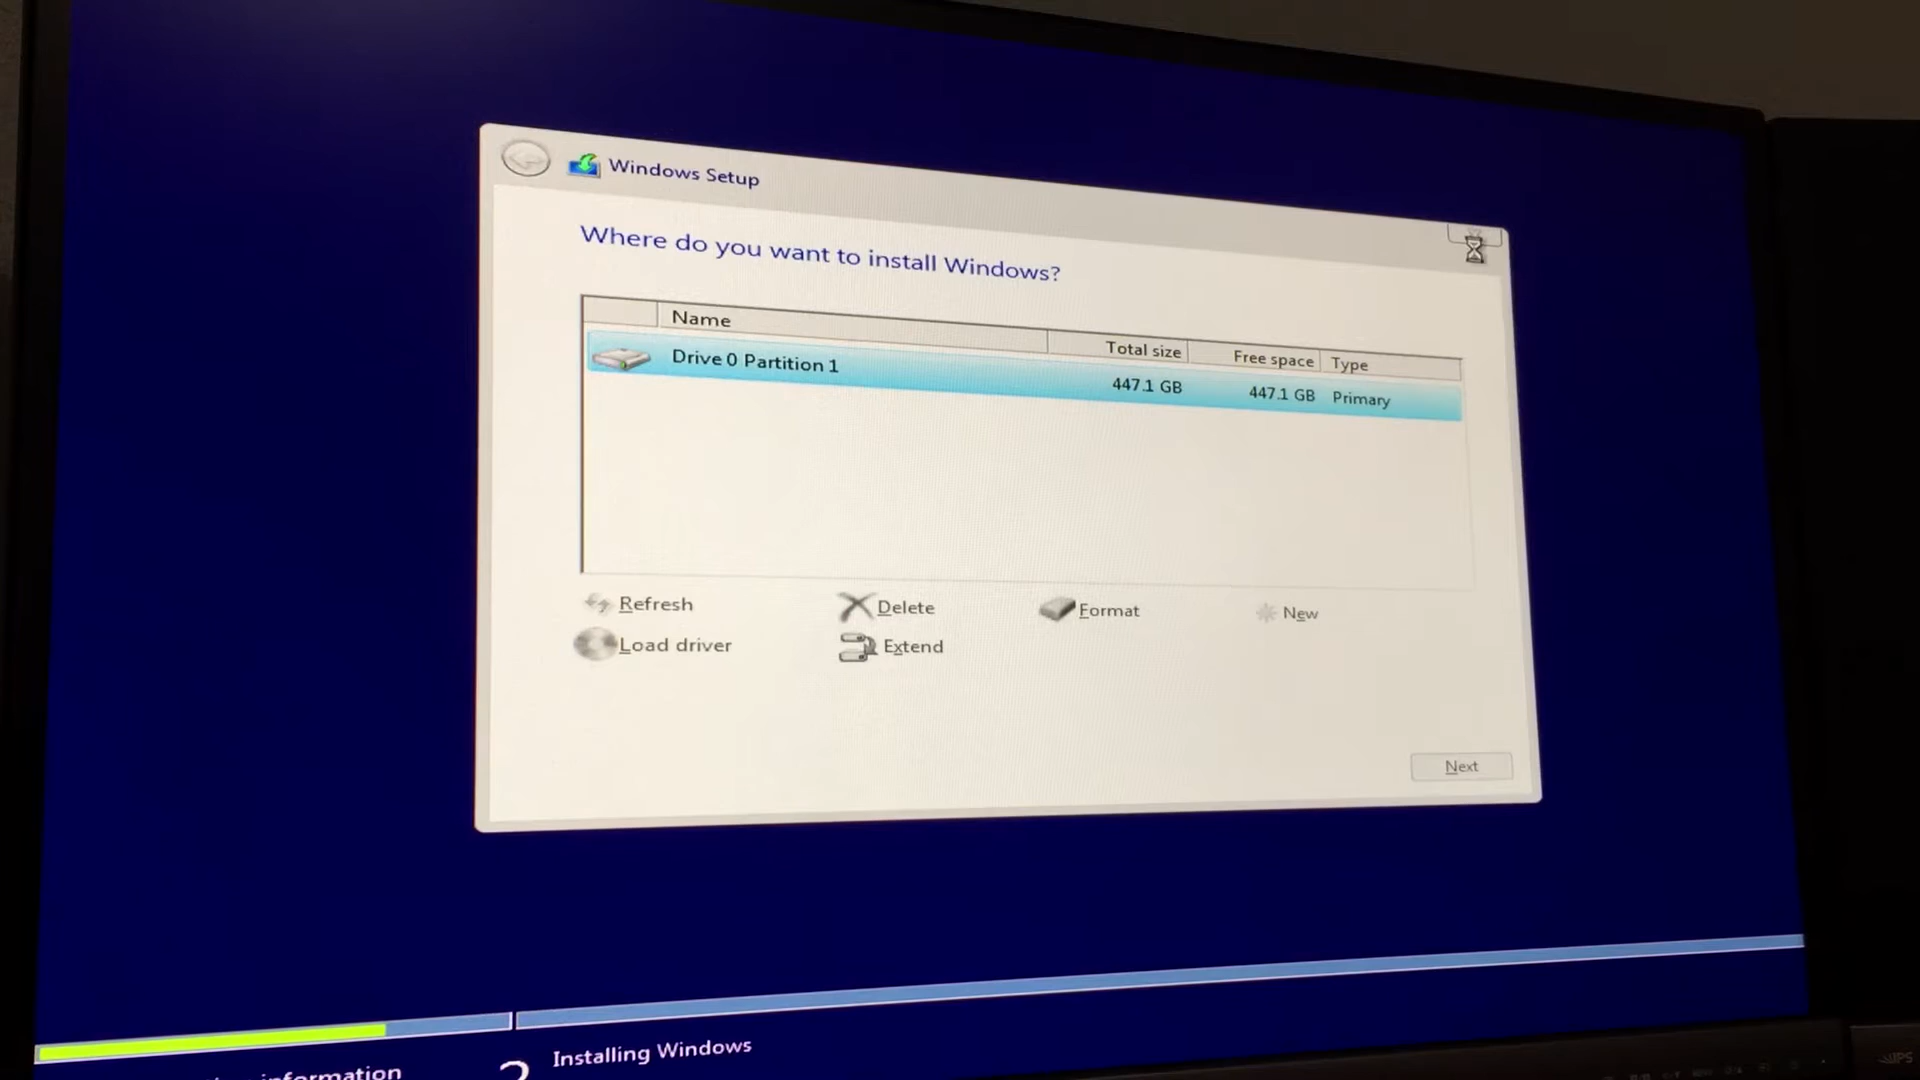 Windows Setup
Where do you want to install Windows?
Name Total size Free space Type
Drive 0 Partition 1 447.1 GB 447.1 GB Primary
Refresh Delete Format New
Load driver Extend
Next
information
2 Installing Windows
IPS